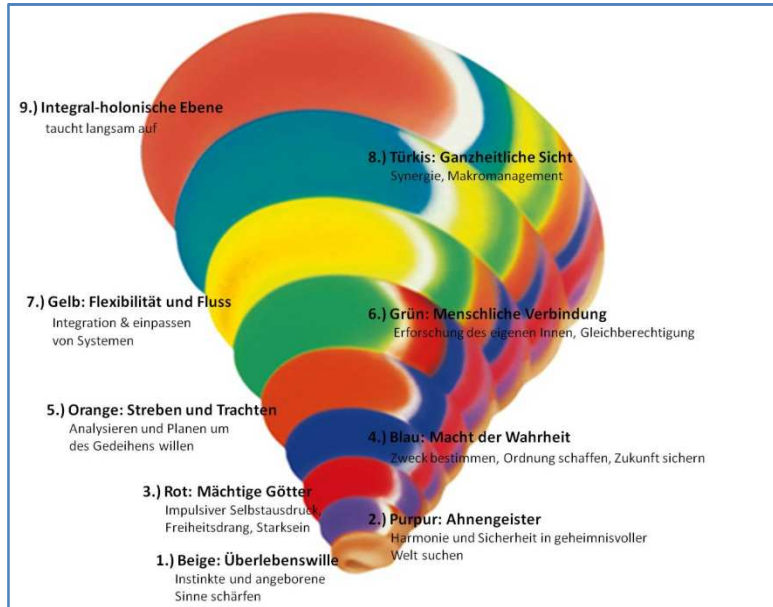 9.) Integral-holonische Ebene
taucht langsam auf
8.) Türkis: Ganzheitliche Sicht
Synergie, Makromanagement
7.) Gelb: Flexibilität und Fluss
Integration & einpassen
von Systemen
6.) Grün: Menschliche Verbindung
Erforschung des eigenen Innen, Gleichberechtigung
5.) Orange: Streben und Trachten
Analysieren und Planen um
des Gedeihens willen
4.) Blau: Macht der Wahrheit
Zweck bestimmen, Ordnung schaffen, Zukunft sichern
3.) Rot: Mächtige Götter
Impulsiver Selbstausdruck,
Freiheitsdrang, Starksein
2.) Purpur: Ahnengeister
Harmonie und Sicherheit in geheimnisvoller
Welt suchen
1.) Beige: Überlebenswille
Instinkte und angeborene
Sinne schärfen